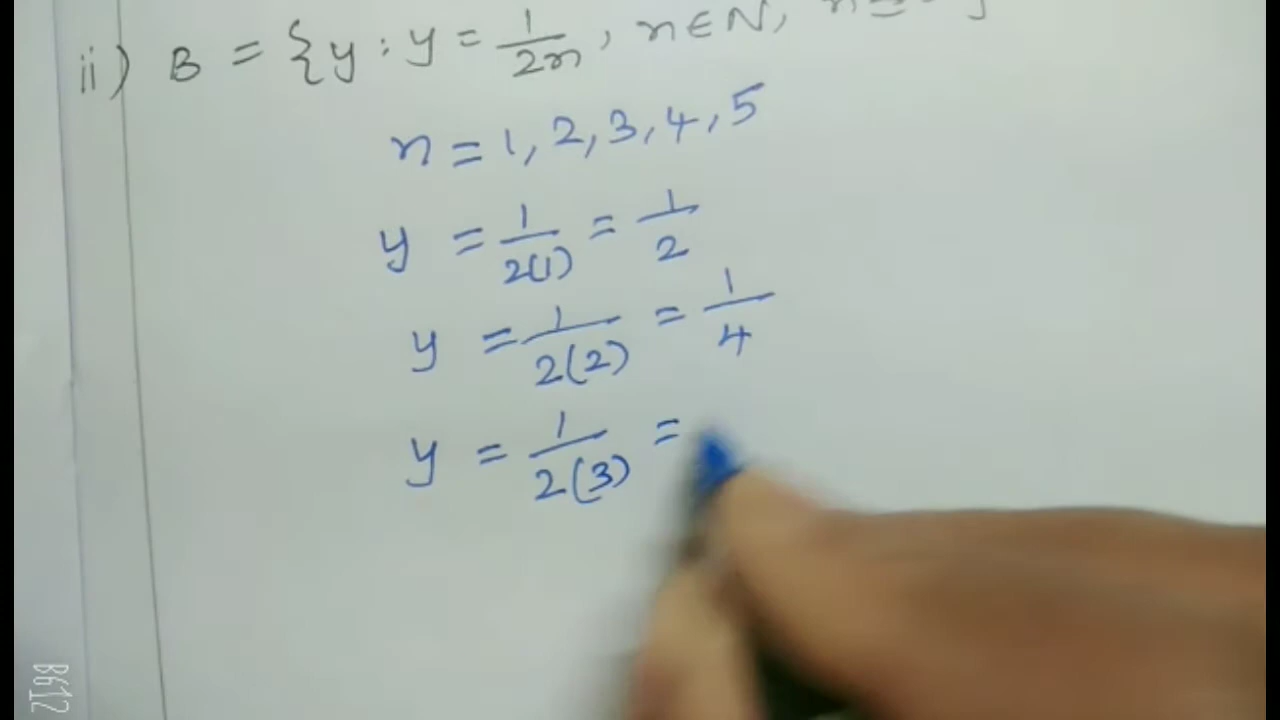 ii) B = {y : y = 1/2n, n ∈ N, n ≤
n = 1, 2, 3, 4, 5
y = 1/2(1) = 1/2
y = 1/2(2) = 1/4
y = 1/2(3) =
B612